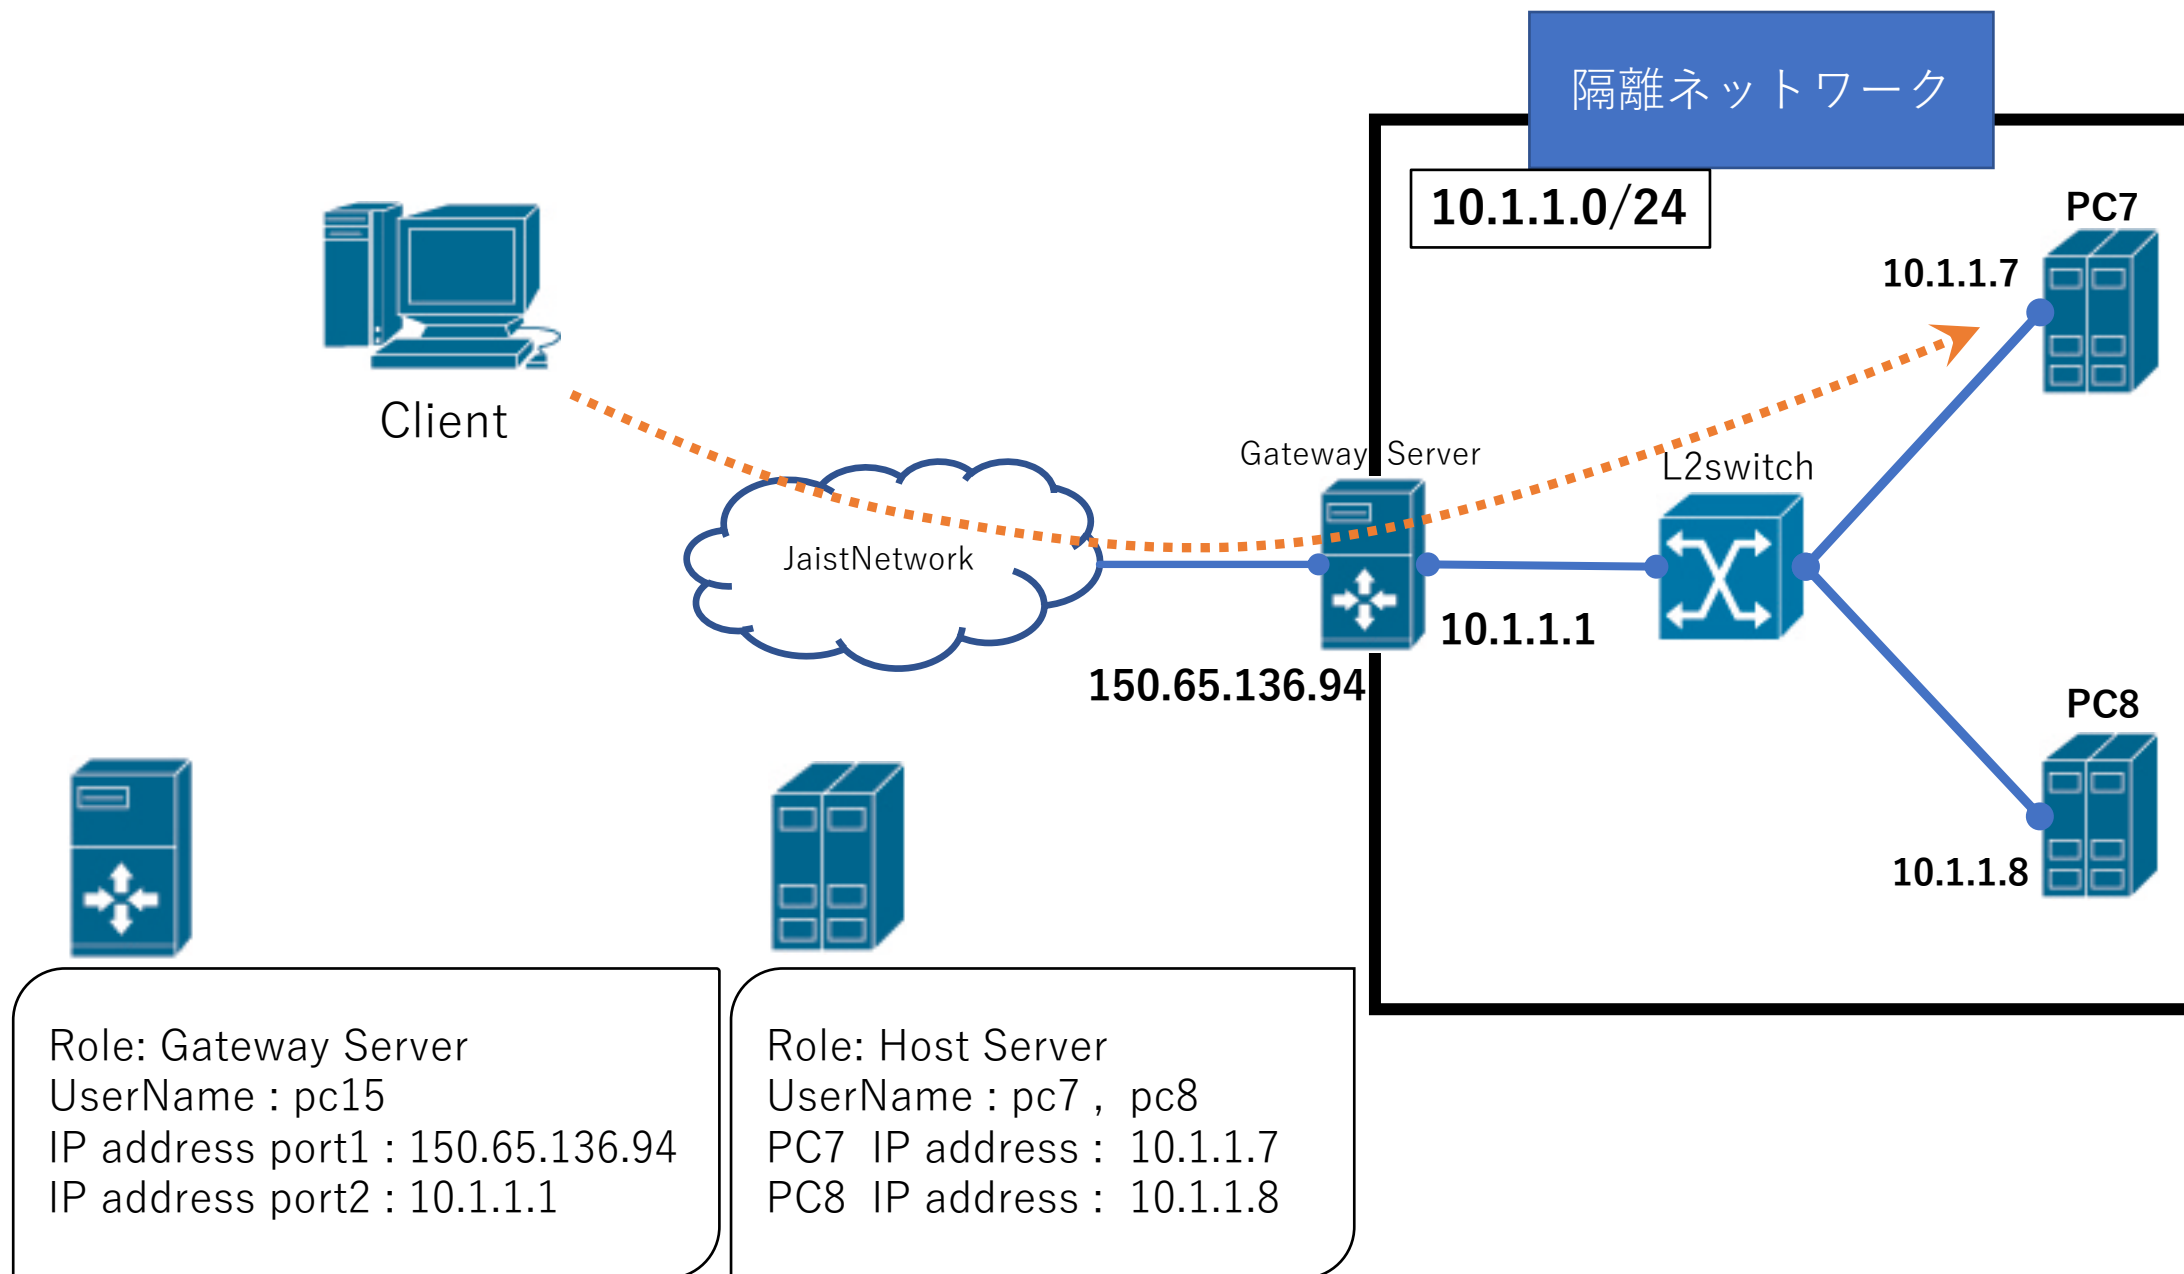 隔離ネットワーク
10.1.1.0/24
PC7
10.1.1.7
Client
Gateway Server
L2switch
JaistNetwork
10.1.1.1
150.65.136.94
PC8
10.1.1.8
Role: Gateway Server
UserName : pc15
IP address port1 : 150.65.136.94
IP address port2 : 10.1.1.1
Role: Host Server
UserName : pc7 , pc8
PC7 IP address : 10.1.1.7
PC8 IP address : 10.1.1.8